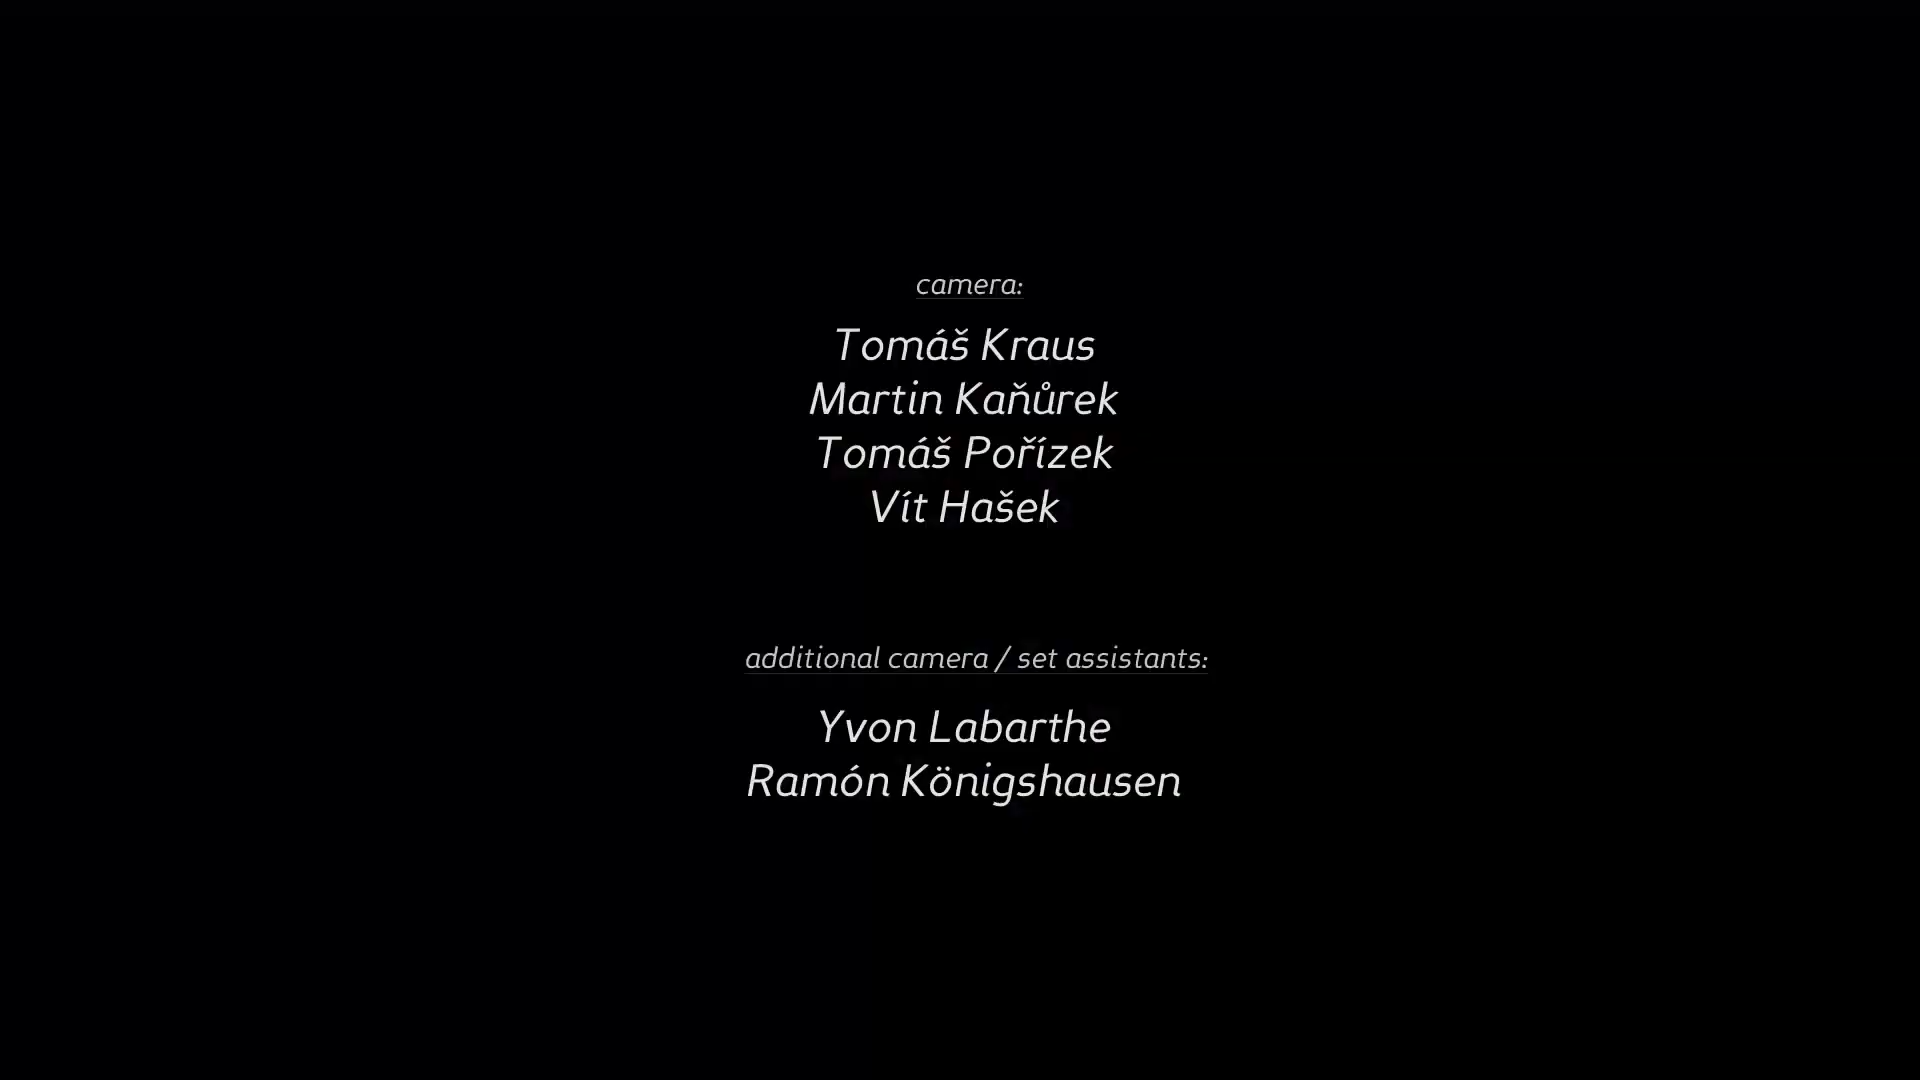 camera:
Tomáš Kraus
Martin Kaňůrek
Tomáš Pořízek
Vít Hašek
additional camera / set assistants:
Yvon Labarthe
Ramón Königshausen